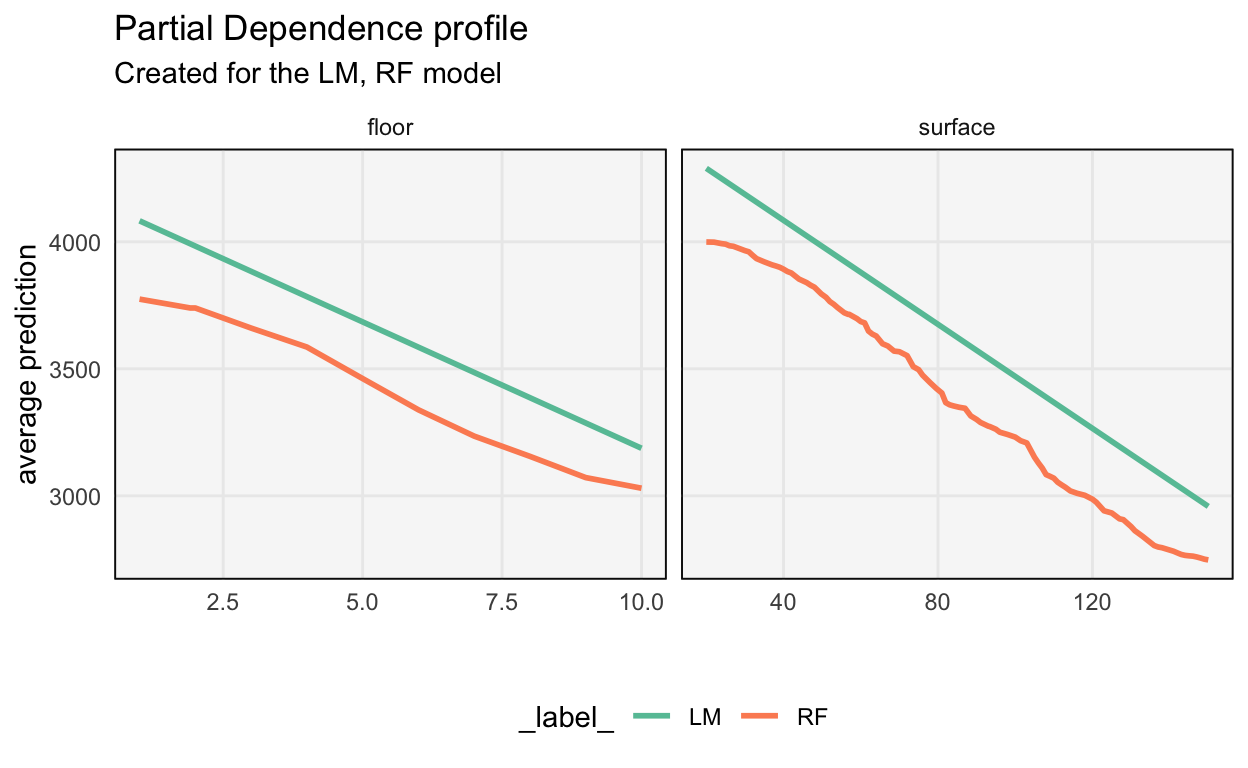 Partial Dependence profile
Created for the LM, RF model
floor
surface
average prediction
4000
3500
3000
2.5 5.0 7.5 10.0
40 80 120
_label_ LM RF